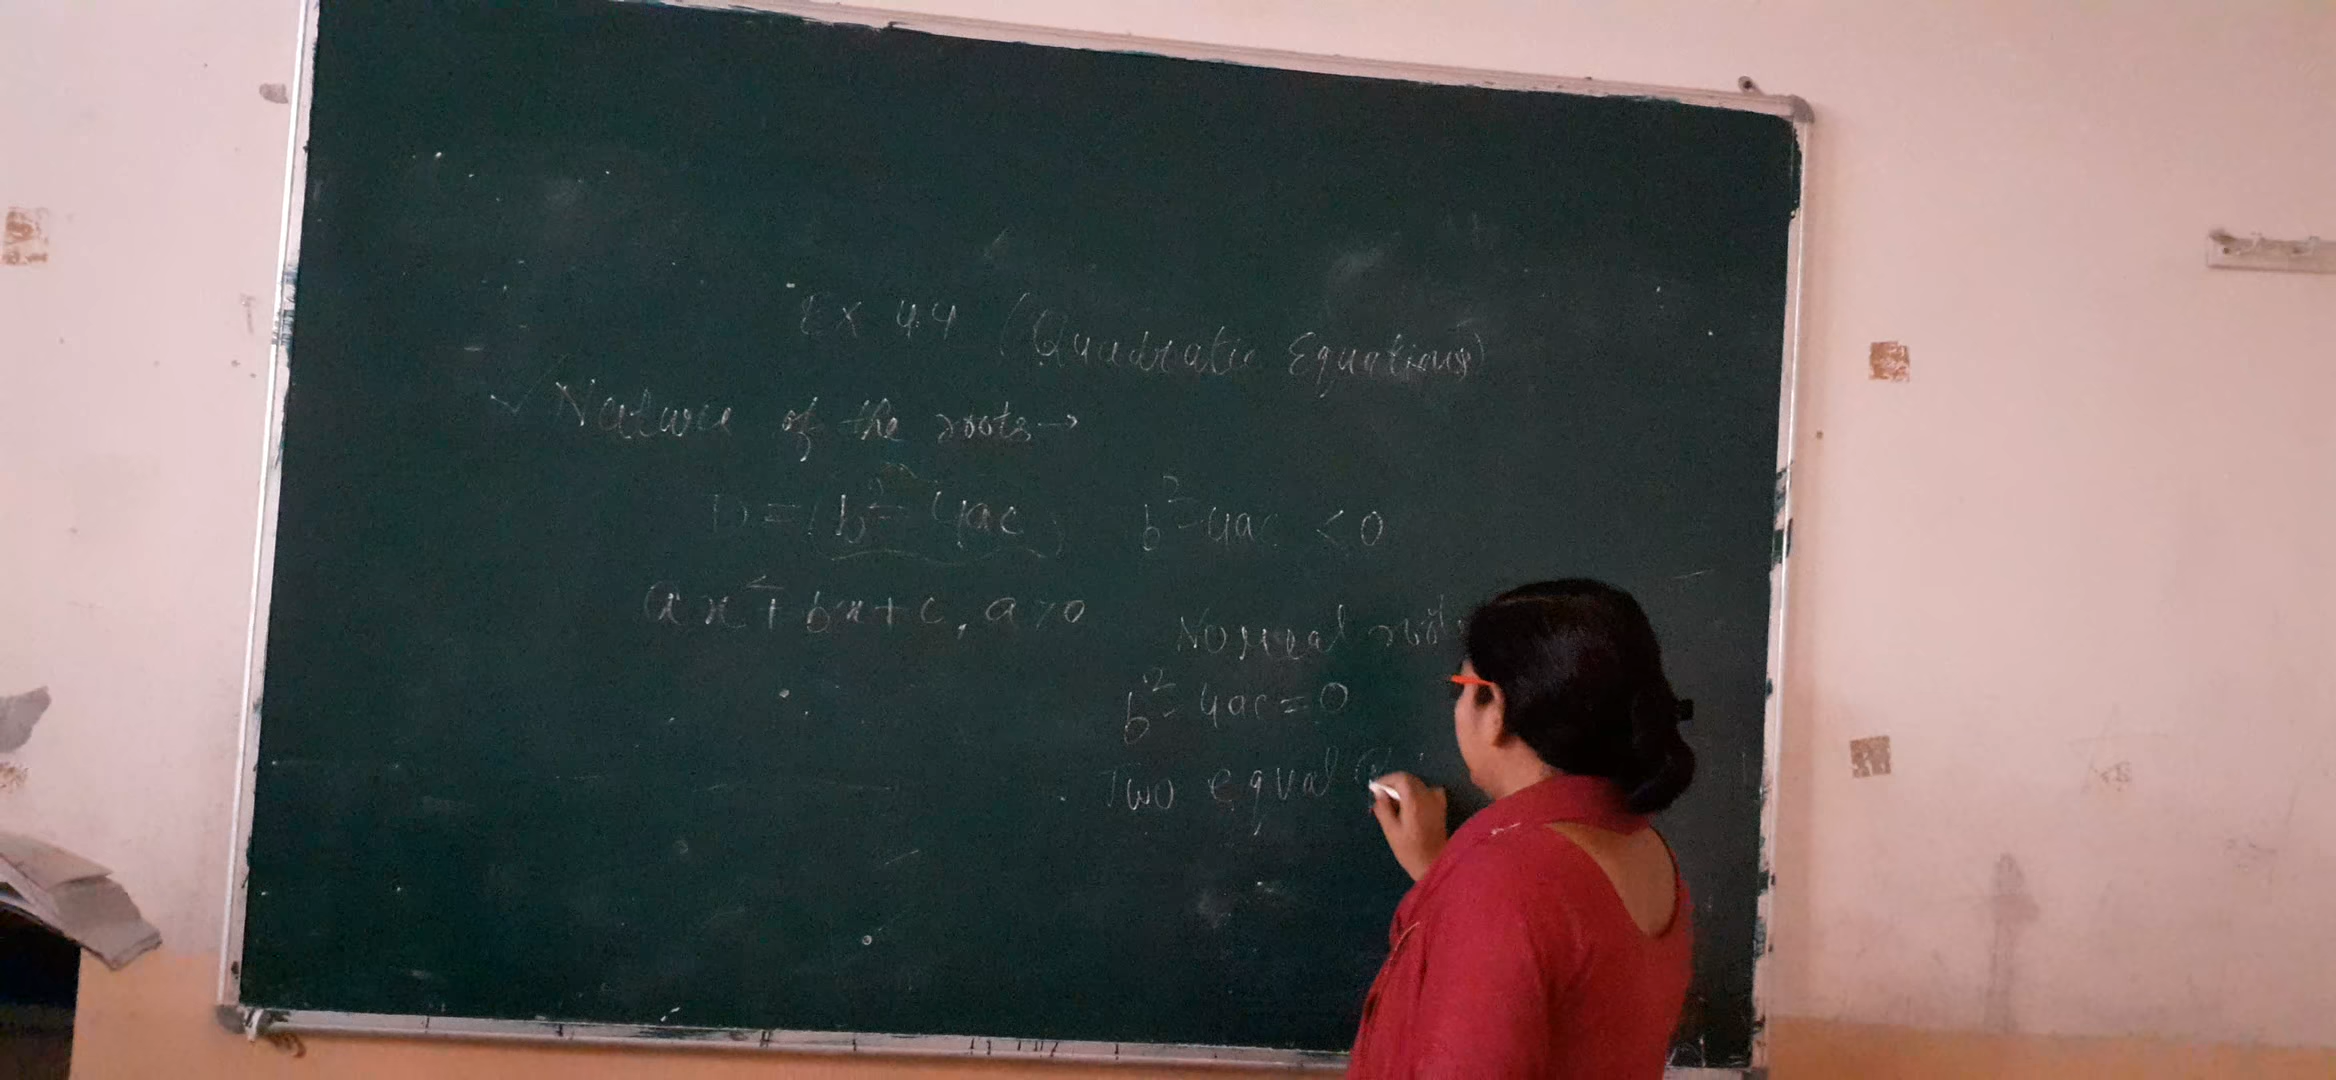 Ex 4.4 (Quadratic Equations)
✓ Nature of the roots →
D = b² - 4ac, b² - 4ac < 0
ax² + bx + c, a > 0
No real roots
b² - 4ac = 0
Two equal